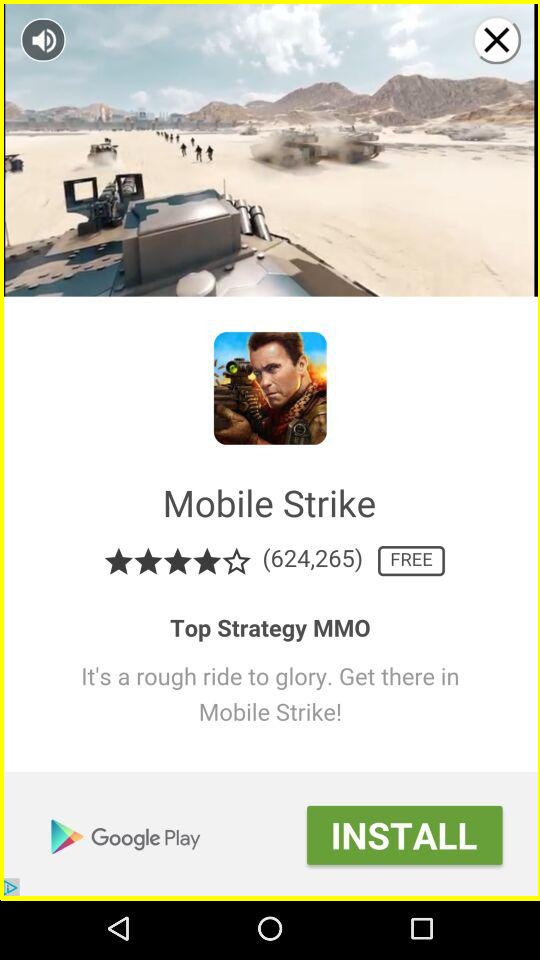 Mobile Strike
(624,265) FREE
Top Strategy MMO
It's a rough ride to glory. Get there in
Mobile Strike!
Google Play
INSTALL